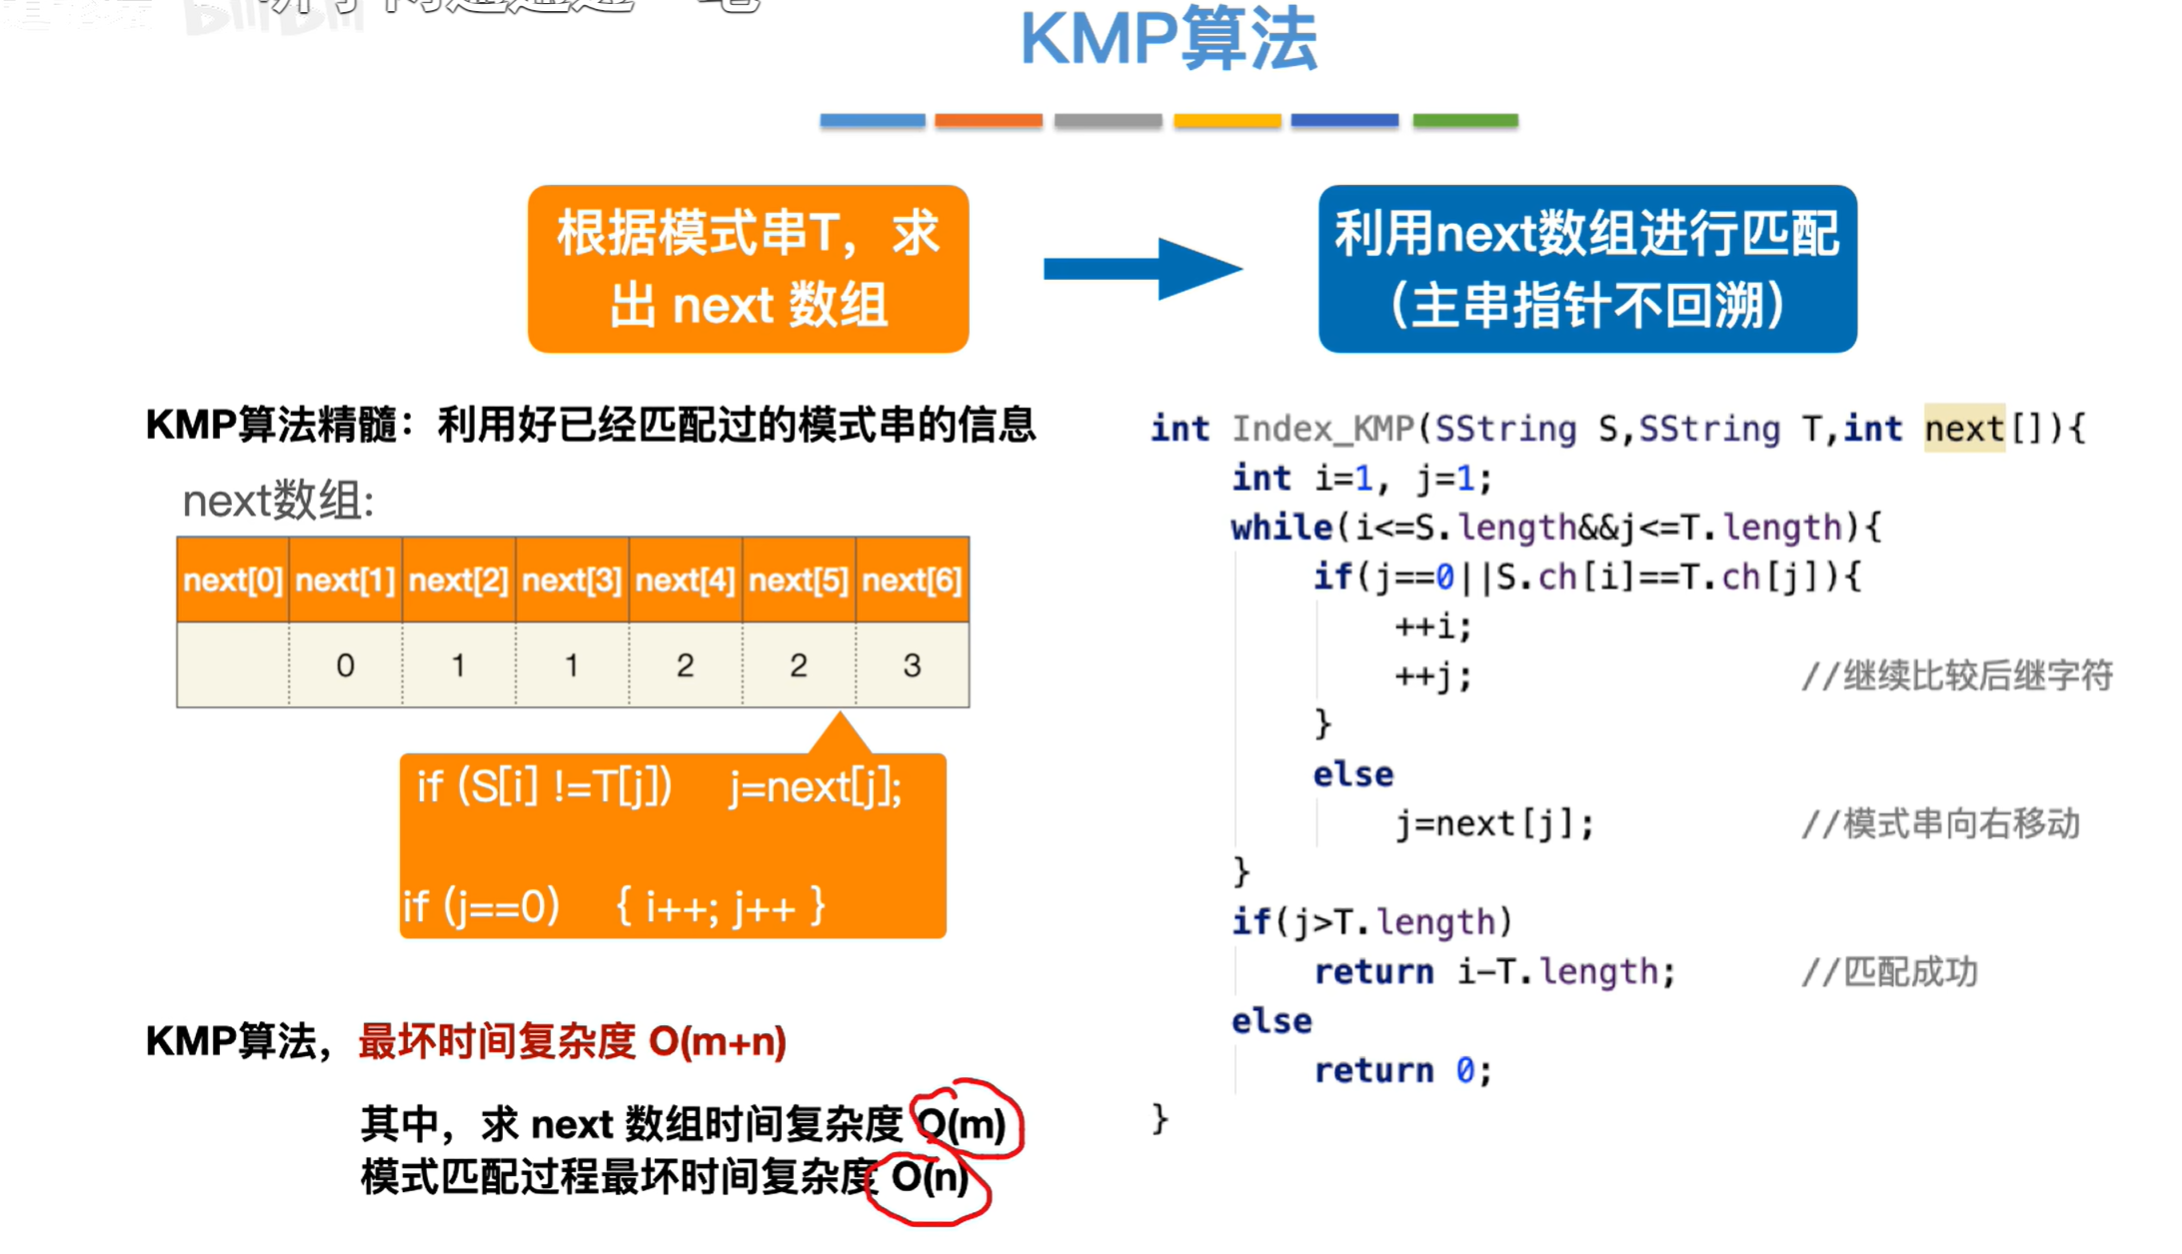 KMP算法
根据模式串T，求
出 next 数组
利用next数组进行匹配
（主串指针不回溯）
KMP算法精髓：利用好已经匹配过的模式串的信息
next数组:
next[0] next[1] next[2] next[3] next[4] next[5] next[6]
0 1 1 2 2 3
if (S[i] !=T[j]) j=next[j];
if (j==0) { i++; j++ }
KMP算法，最坏时间复杂度 O(m+n)
其中，求 next 数组时间复杂度 O(m)
模式匹配过程最坏时间复杂度 O(n)
int Index_KMP(SString S,SString T,int next[]){
int i=1, j=1;
while(i<=S.length&&j<=T.length){
if(j==0||S.ch[i]==T.ch[j]){
++i;
++j; //继续比较后继字符
}
else
j=next[j]; //模式串向右移动
}
if(j>T.length)
return i-T.length; //匹配成功
else
return 0;
}